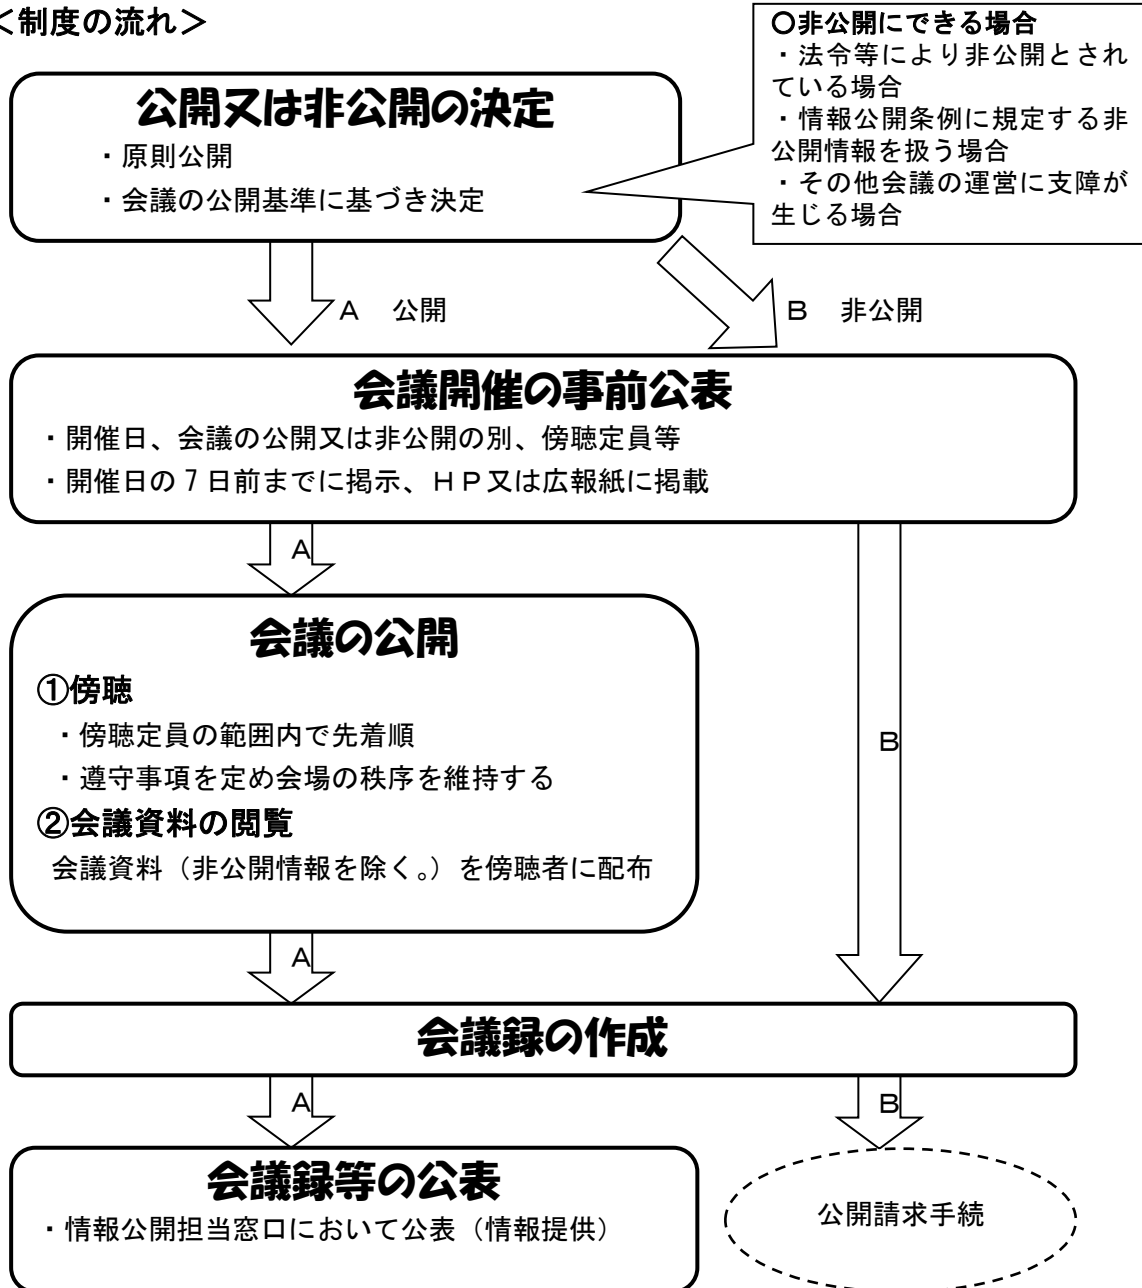 ＜制度の流れ＞
〇非公開にできる場合
・法令等により非公開とされ
ている場合
・情報公開条例に規定する非
公開情報を扱う場合
・その他会議の運営に支障が
生じる場合
公開又は非公開の決定
・原則公開
・会議の公開基準に基づき決定
Ａ　公開
Ｂ　非公開
会議開催の事前公表
・開催日、会議の公開又は非公開の別、傍聴定員等
・開催日の７日前までに掲示、ＨＰ又は広報紙に掲載
Ａ
会議の公開
①傍聴
・傍聴定員の範囲内で先着順
・遵守事項を定め会場の秩序を維持する
②会議資料の閲覧
会議資料（非公開情報を除く。）を傍聴者に配布
Ｂ
Ａ
会議録の作成
Ａ
Ｂ
会議録等の公表
・情報公開担当窓口において公表（情報提供）
公開請求手続